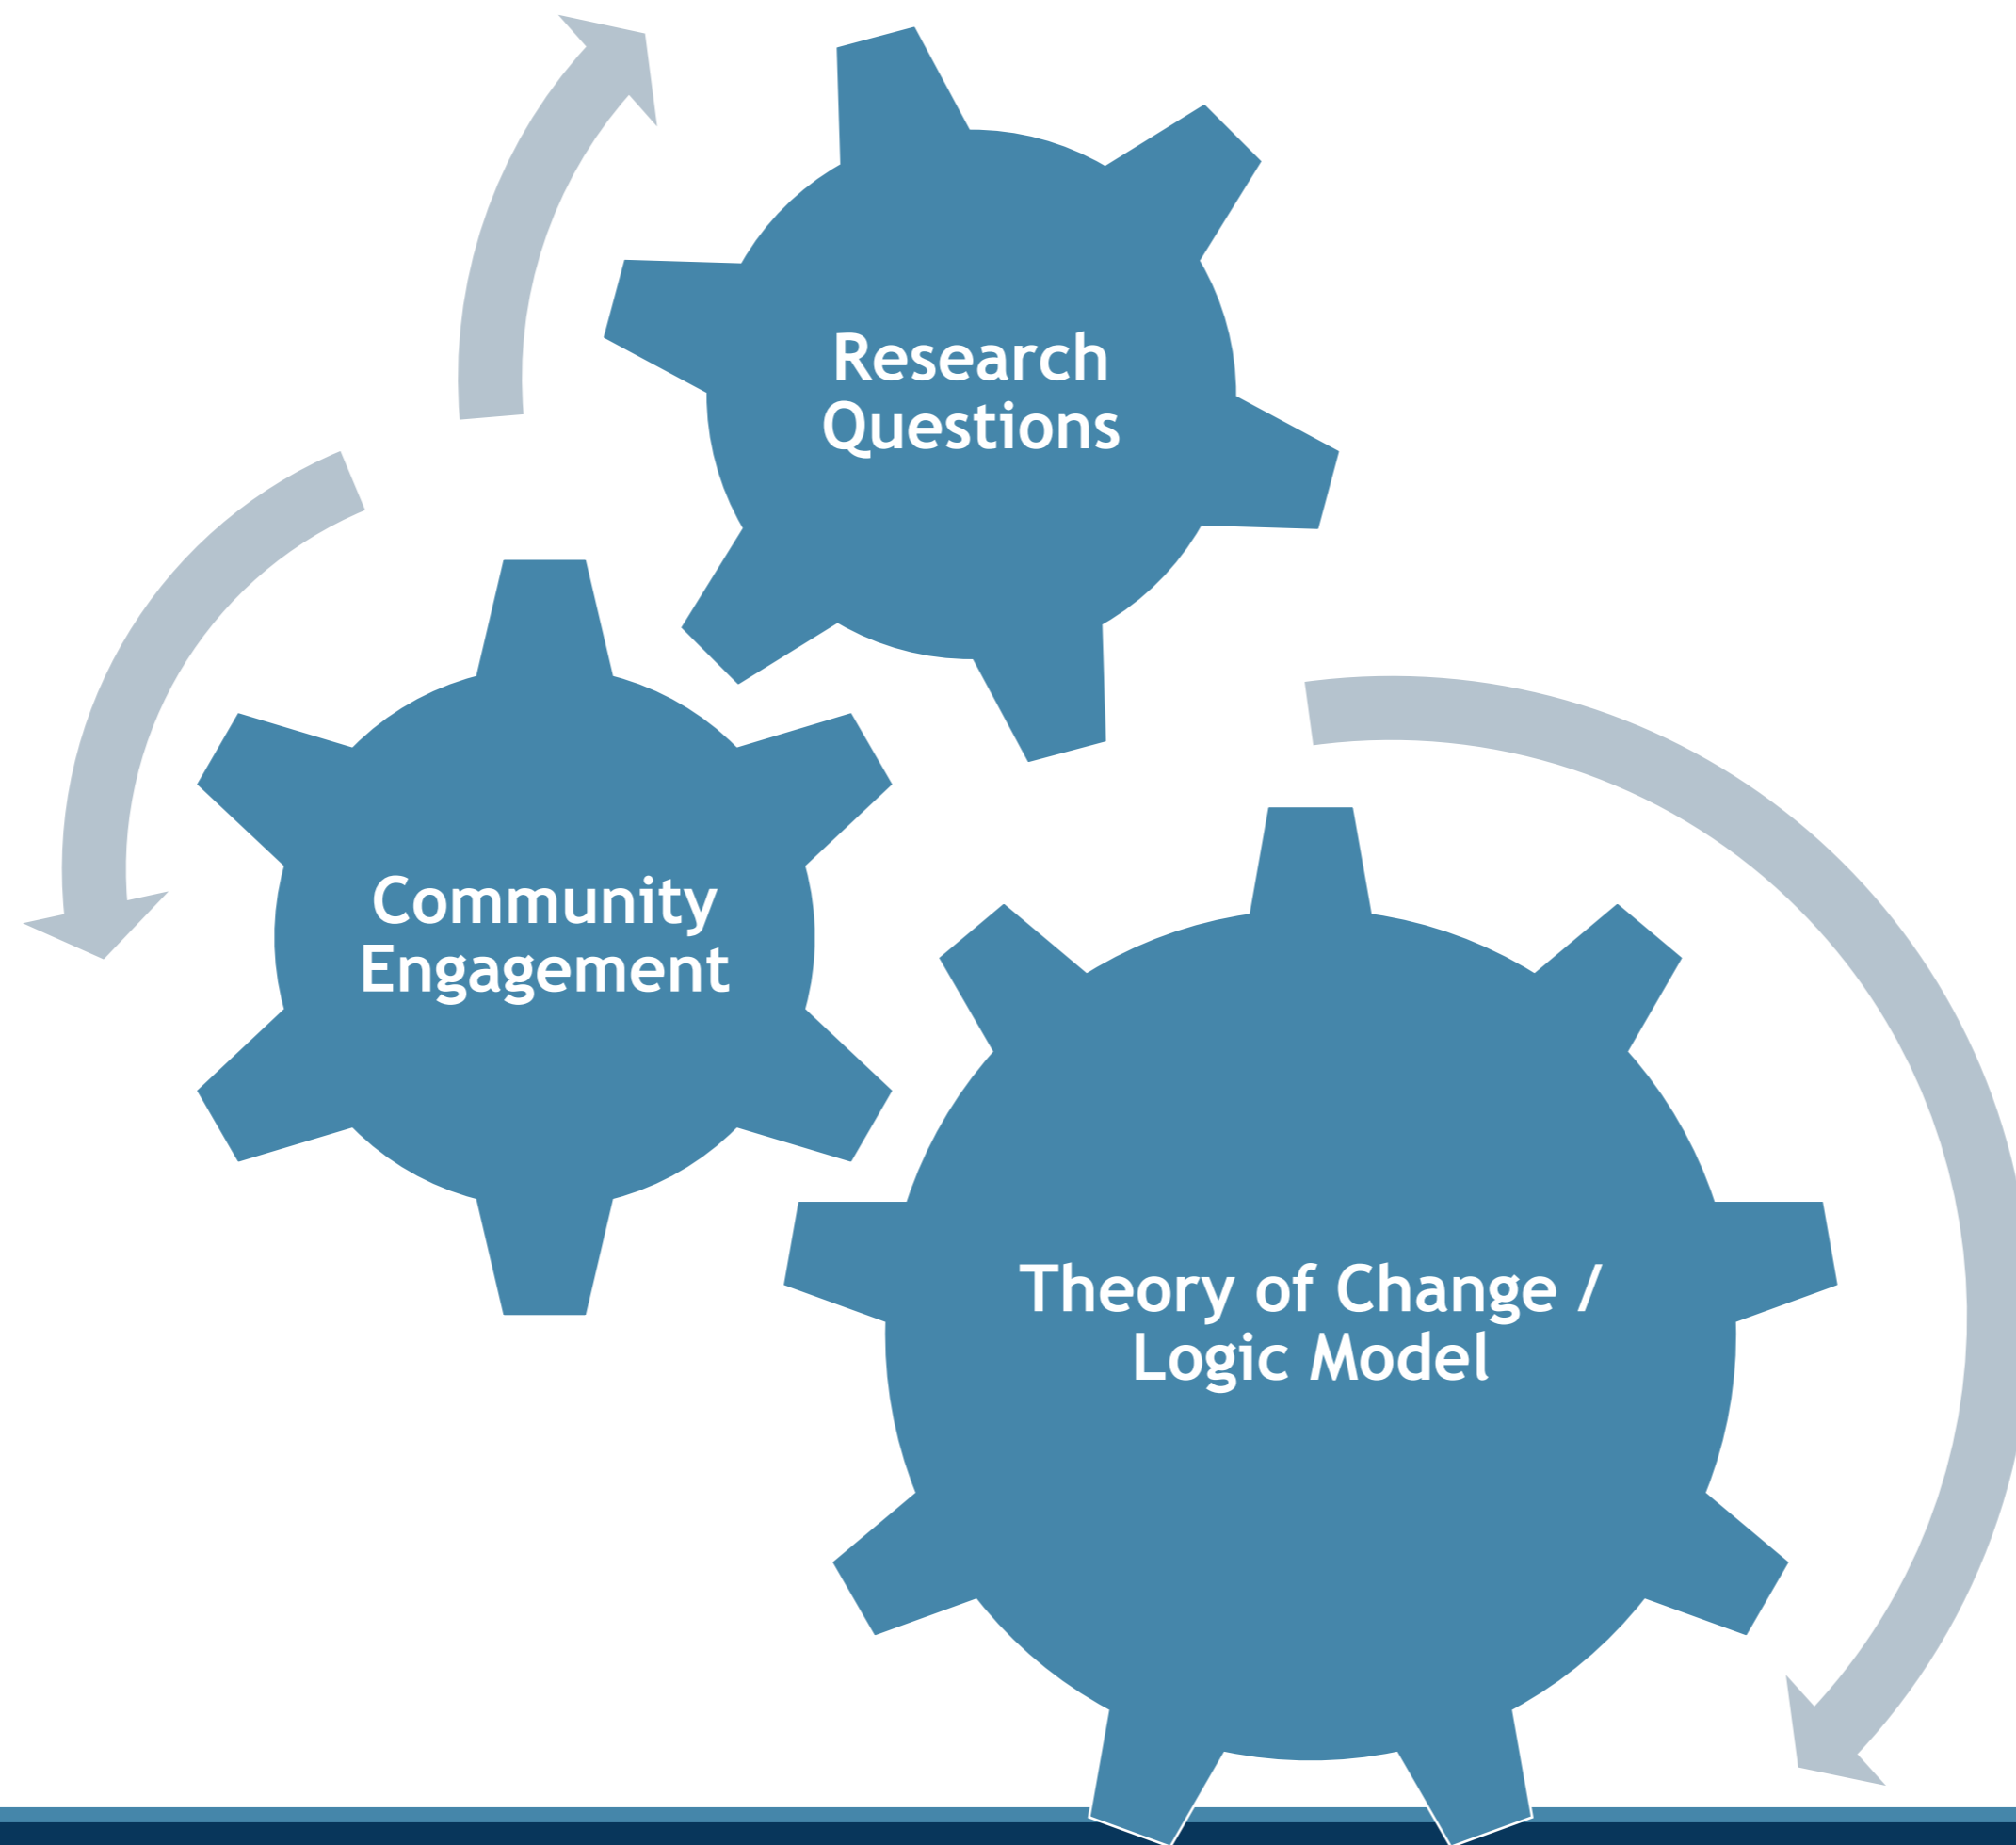 Research
Questions
Community
Engagement
Theory of Change /
Logic Model